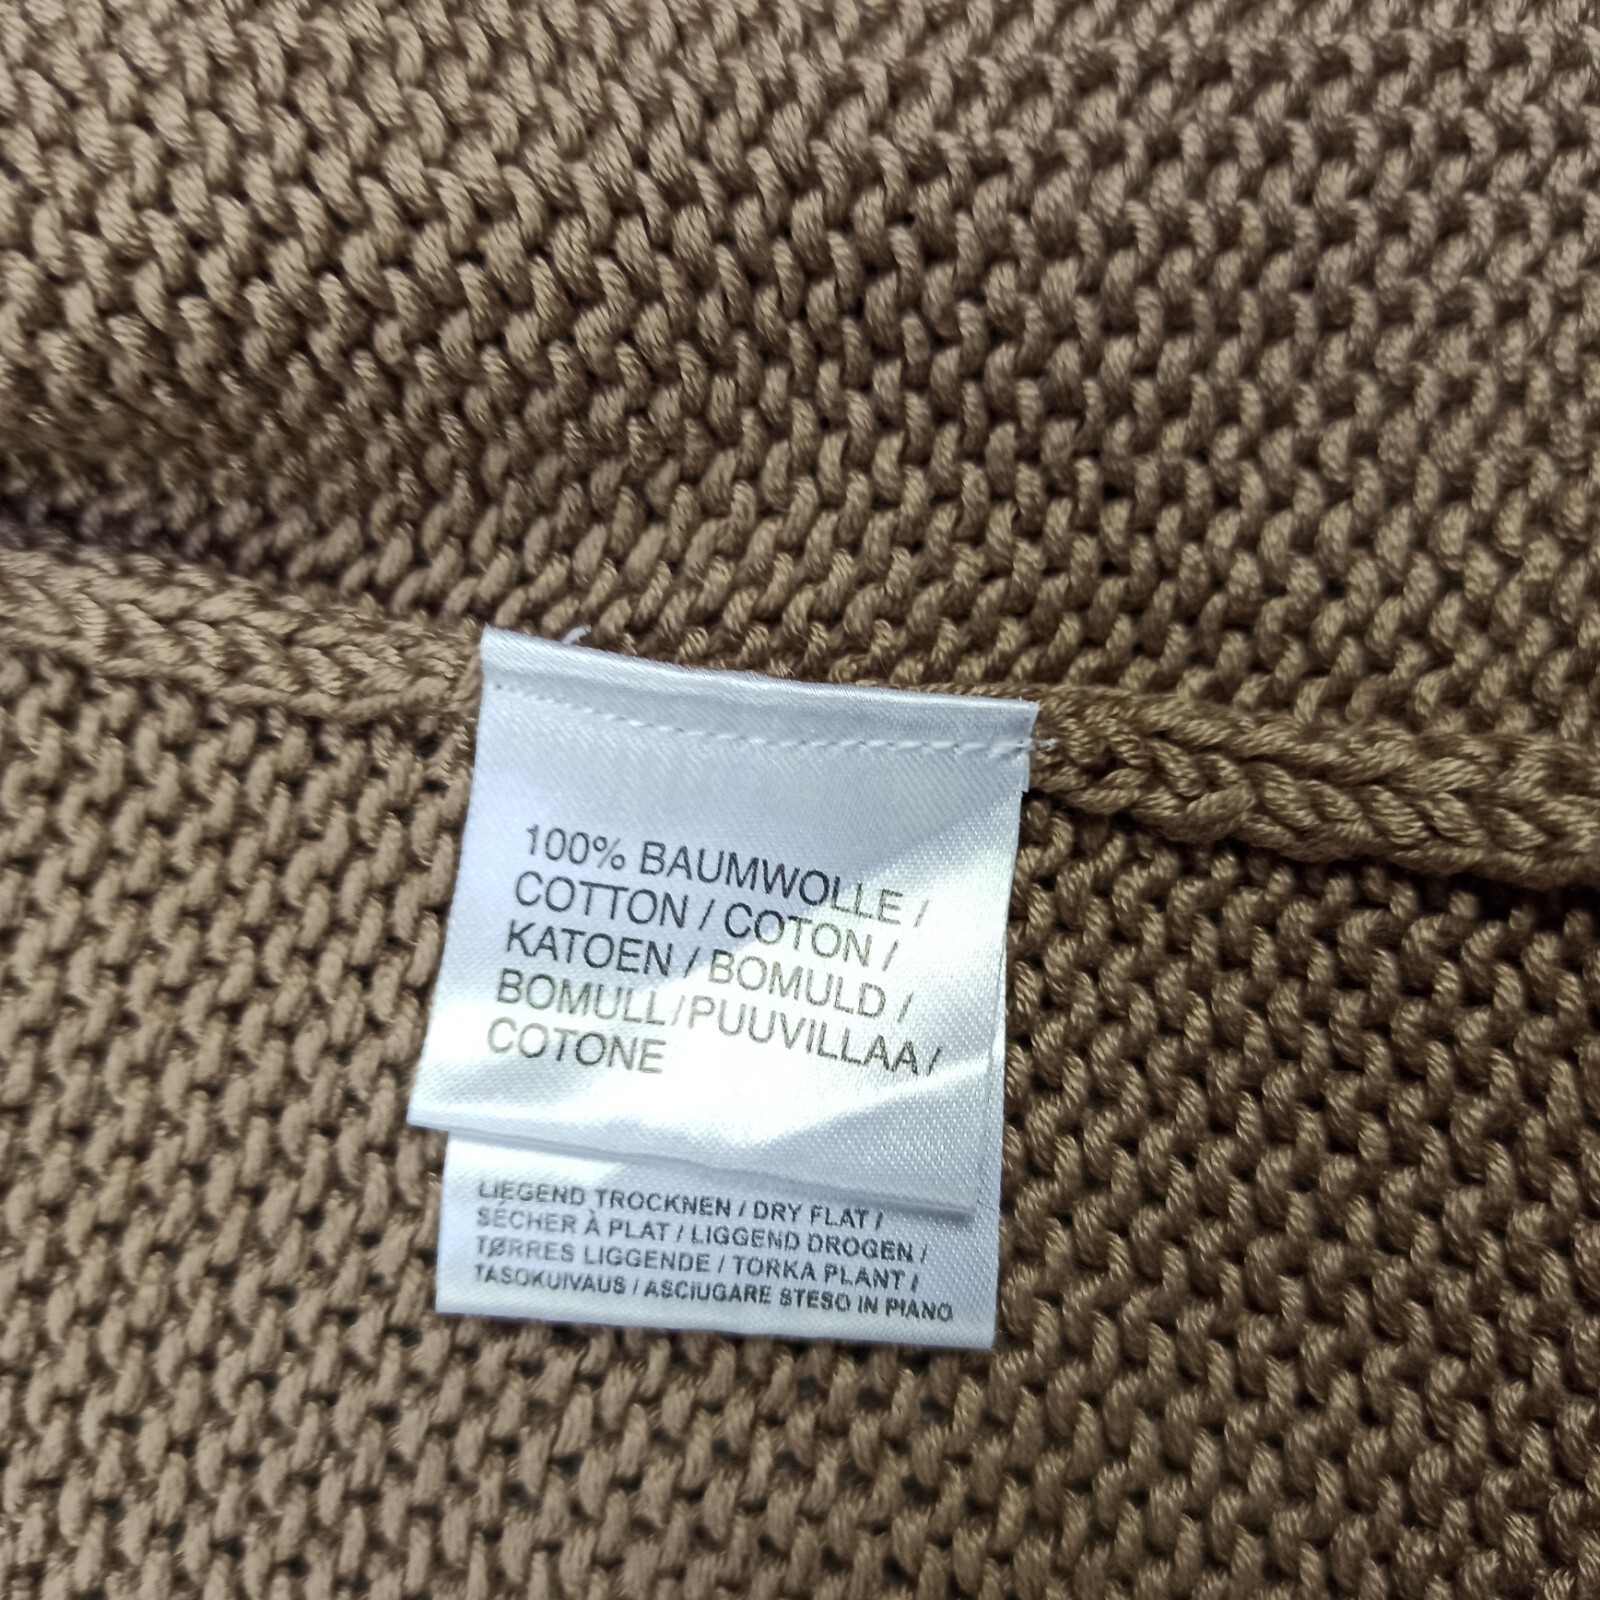 100% BAUMWOLLE /
COTTON / COTON /
KATOEN / BOMULD /
BOMULL/PUUVILLAA /
COTONE
LIEGEND TROCKNEN / DRY FLAT /
SÉCHER À PLAT / LIGGEND DROGEN /
TØRRES LIGGENDE / TORKA PLANT /
TASOKUIVAUS / ASCIUGARE STESO IN PIANO